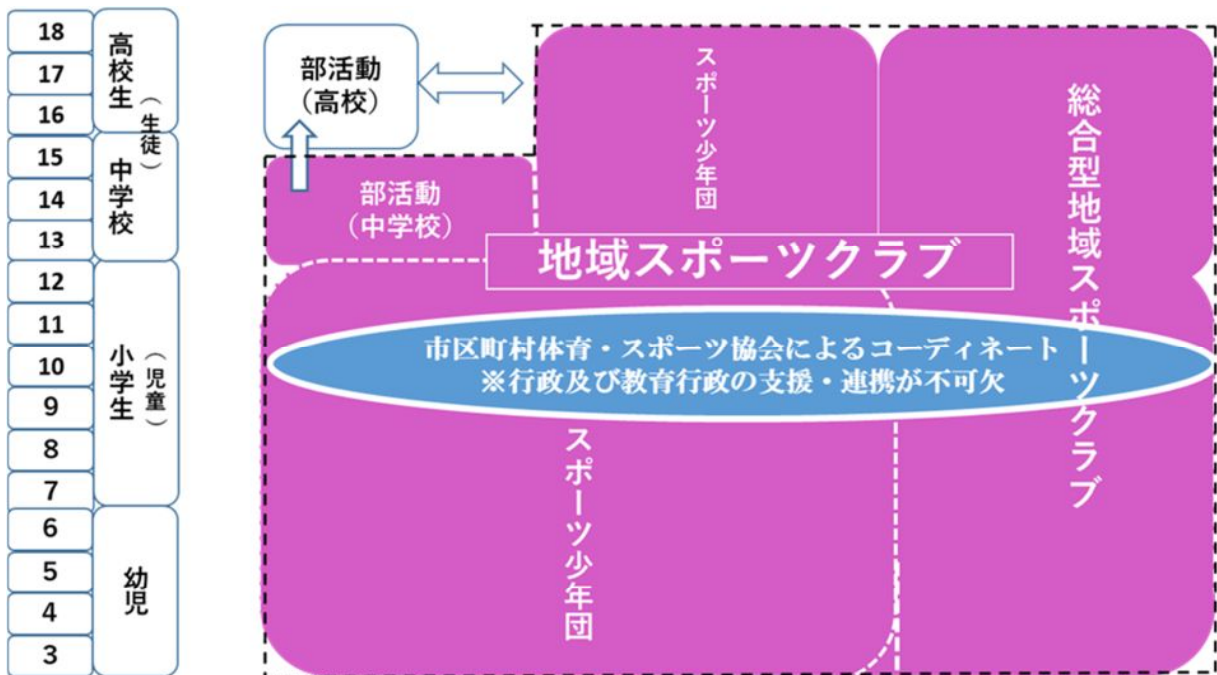 18
17
16
15
14
13
12
11
10
9
8
7
6
5
4
3
高校生
（生徒）
中学校
小学生
（児童）
幼児
部活動
（高校）
部活動
（中学校）
スポーツ少年団
総合型地域スポーツクラブ
地域スポーツクラブ
市区町村体育・スポーツ協会によるコーディネート
※行政及び教育行政の支援・連携が不可欠
スポーツ少年団